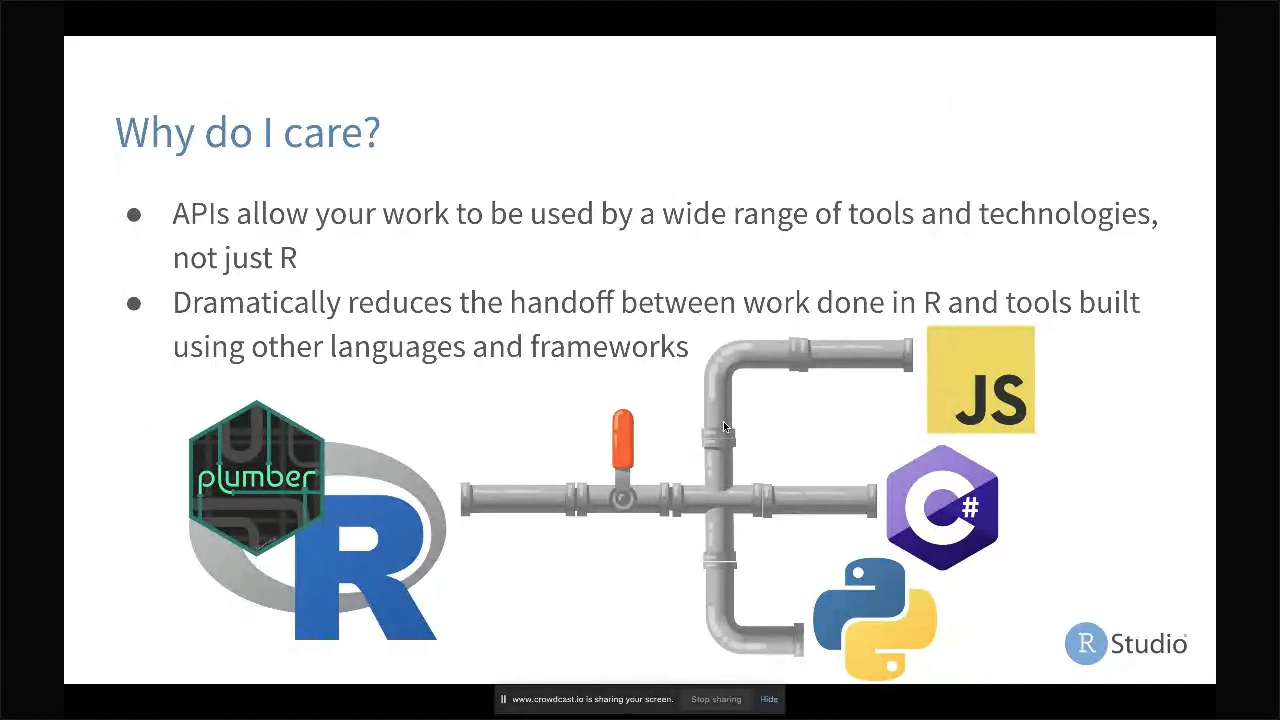 Why do I care?
● APIs allow your work to be used by a wide range of tools and technologies,
not just R
● Dramatically reduces the handoff between work done in R and tools built
using other languages and frameworks
JS
plumber
C#
R
R Studio
www.crowdcast.io is sharing your screen. Stop sharing Hide